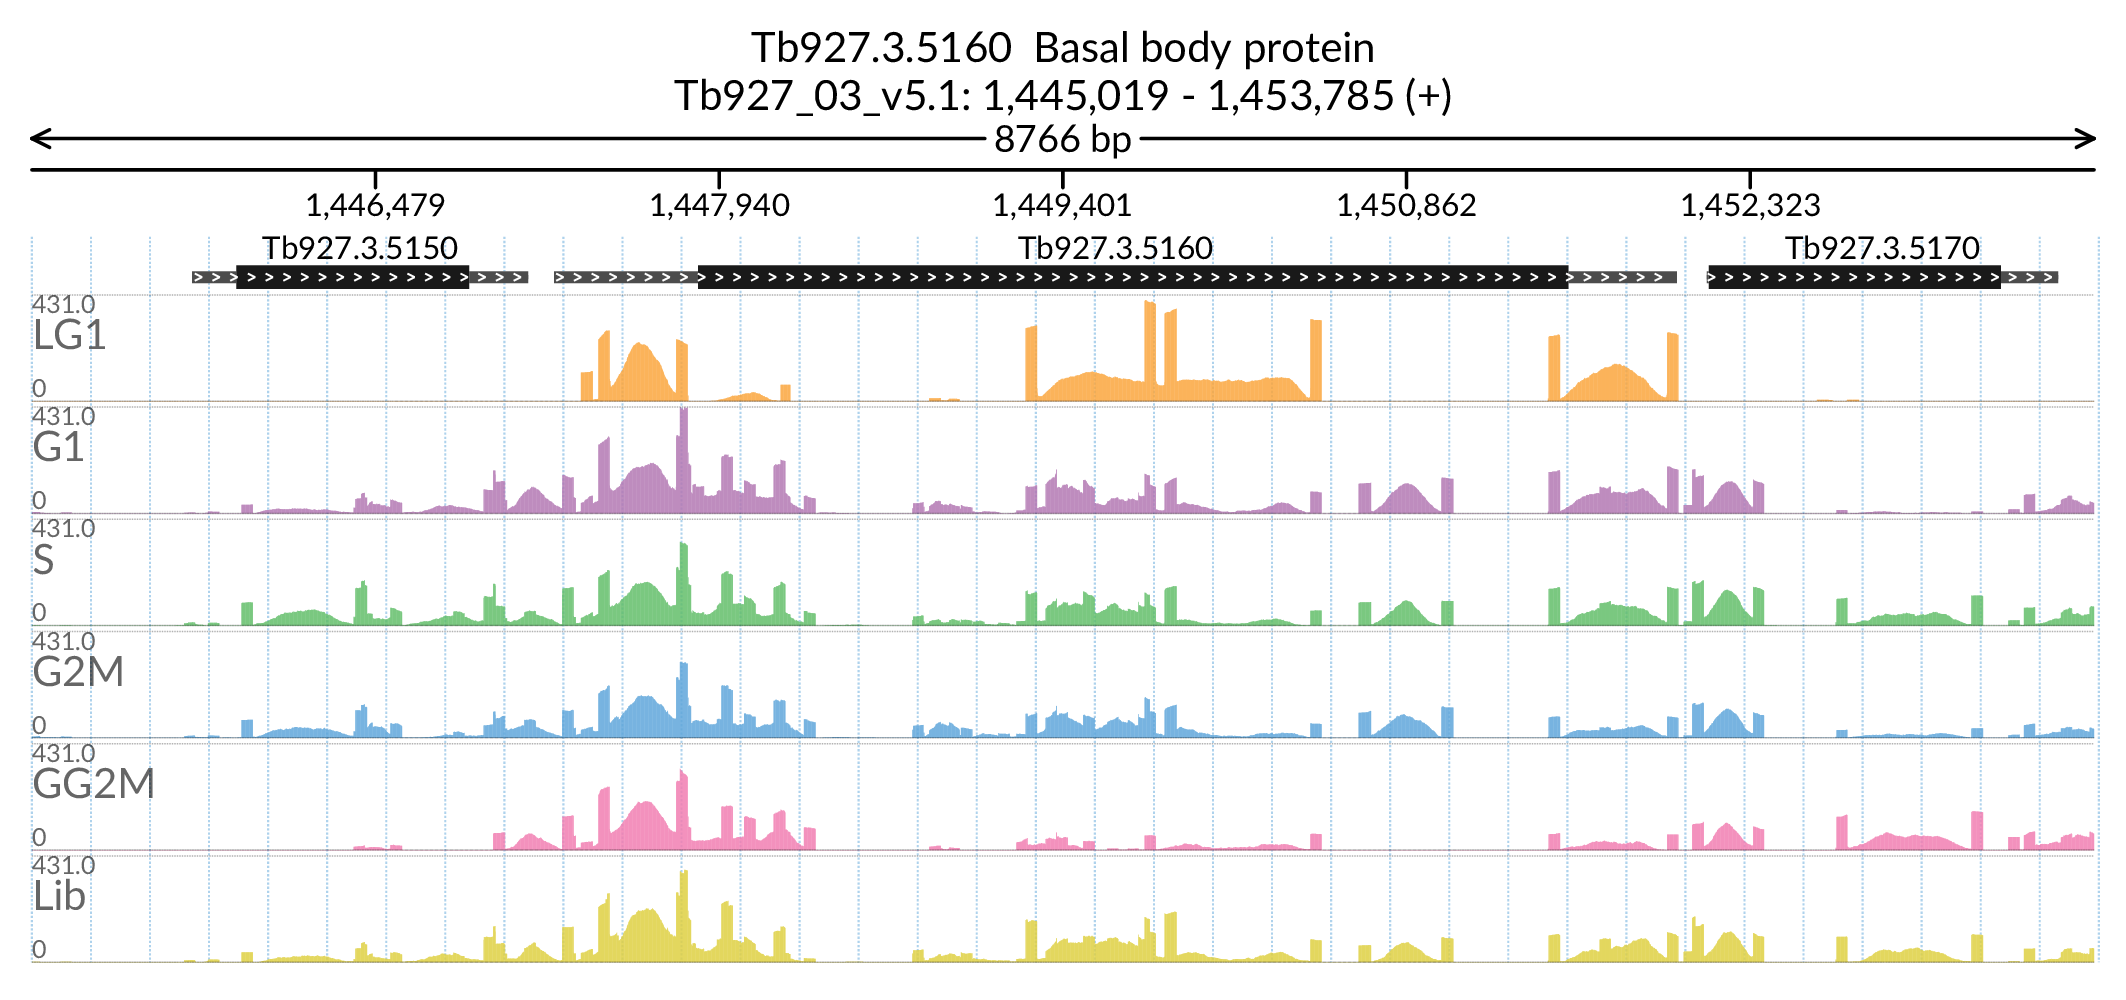 Tb927.3.5160  Basal body protein
Tb927_03_v5.1: 1,445,019 - 1,453,785 (+)
8766 bp
1,446,479 1,447,940 1,449,401 1,450,862 1,452,323
Tb927.3.5150 Tb927.3.5160 Tb927.3.5170
431.0
LG1
0
431.0
G1
0
431.0
S
0
431.0
G2M
0
431.0
GG2M
0
431.0
Lib
0